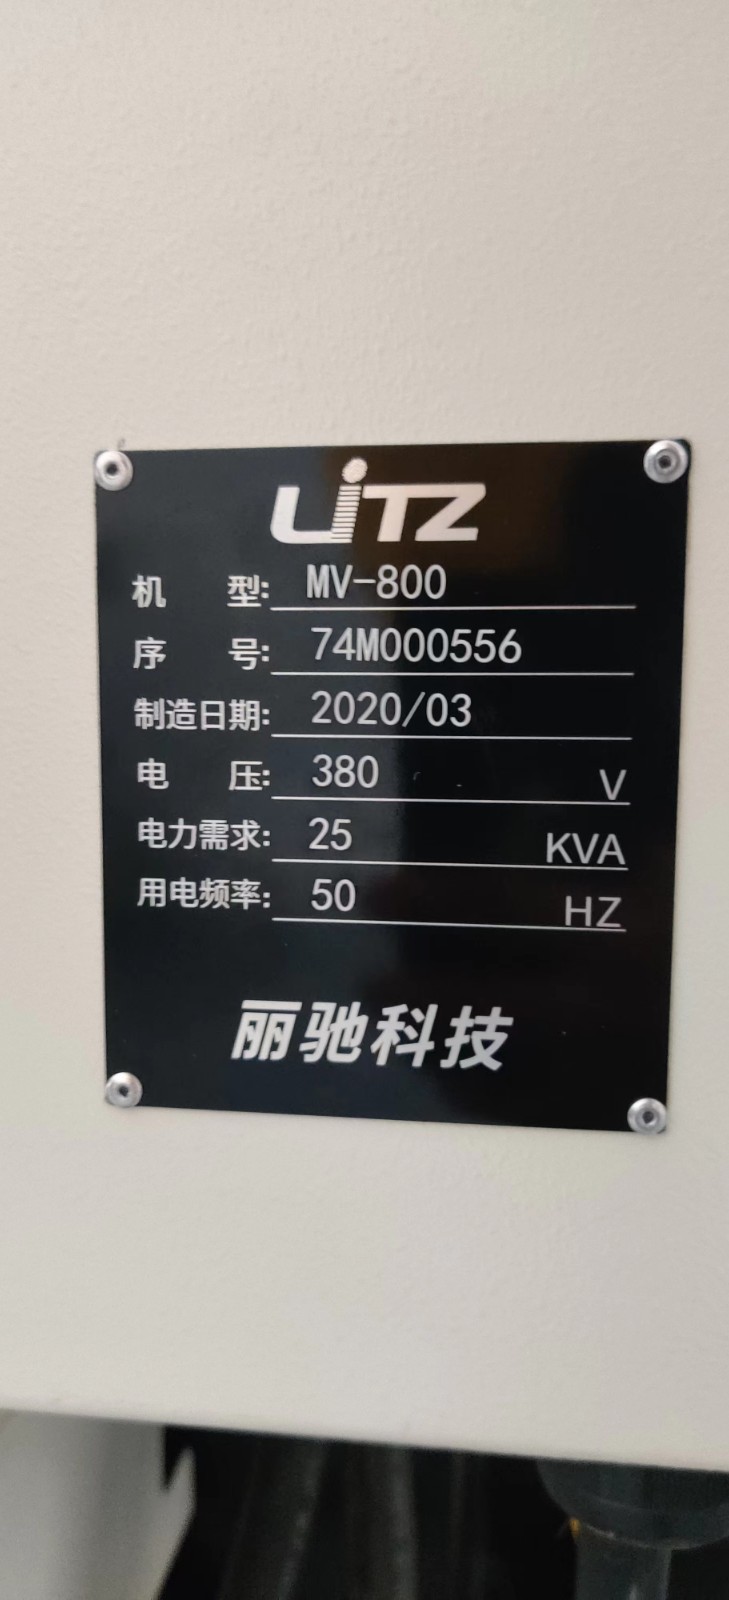 LiTZ
机 型: MV-800
序 号: 74M000556
制造日期: 2020/03
电 压: 380 V
电力需求: 25 KVA
用电频率: 50 HZ
丽驰科技